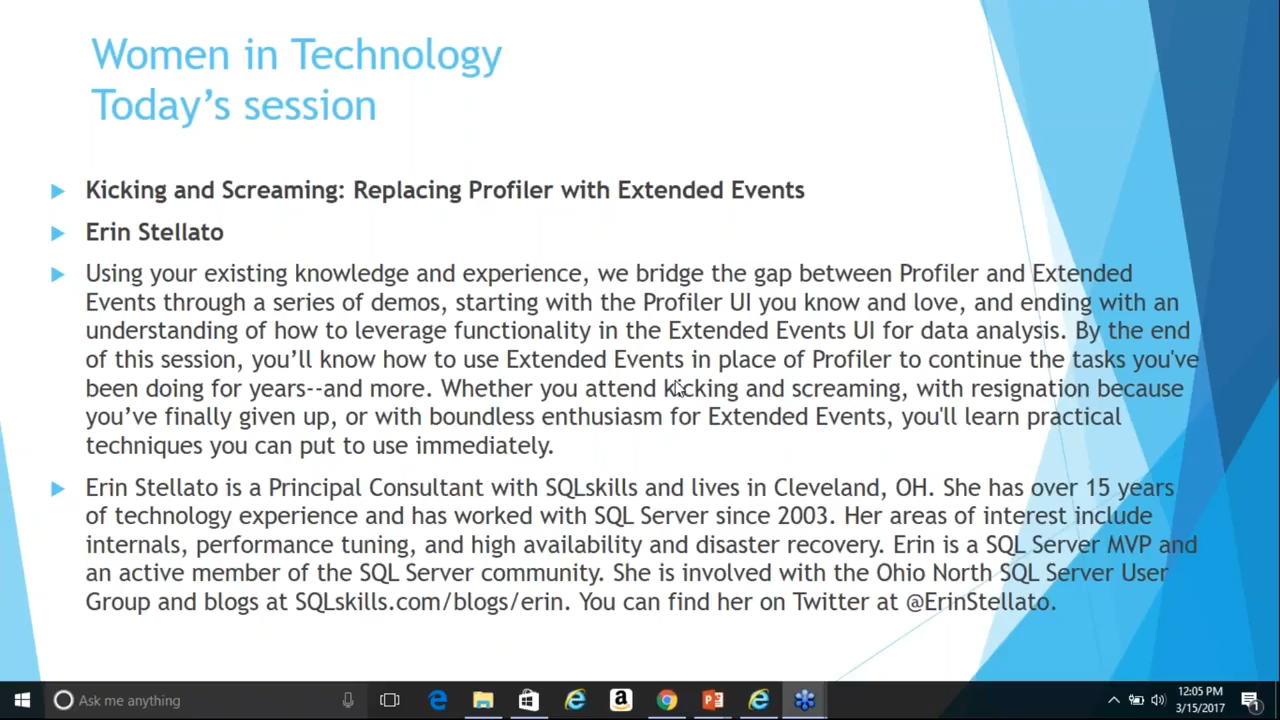 Women in Technology
Today’s session
Kicking and Screaming: Replacing Profiler with Extended Events
Erin Stellato
Using your existing knowledge and experience, we bridge the gap between Profiler and Extended
Events through a series of demos, starting with the Profiler UI you know and love, and ending with an
understanding of how to leverage functionality in the Extended Events UI for data analysis. By the end
of this session, you’ll know how to use Extended Events in place of Profiler to continue the tasks you've
been doing for years--and more. Whether you attend kicking and screaming, with resignation because
you’ve finally given up, or with boundless enthusiasm for Extended Events, you'll learn practical
techniques you can put to use immediately.
Erin Stellato is a Principal Consultant with SQLskills and lives in Cleveland, OH. She has over 15 years
of technology experience and has worked with SQL Server since 2003. Her areas of interest include
internals, performance tuning, and high availability and disaster recovery. Erin is a SQL Server MVP and
an active member of the SQL Server community. She is involved with the Ohio North SQL Server User
Group and blogs at SQLskills.com/blogs/erin. You can find her on Twitter at @ErinStellato.
Ask me anything
12:05 PM
3/15/2017
1